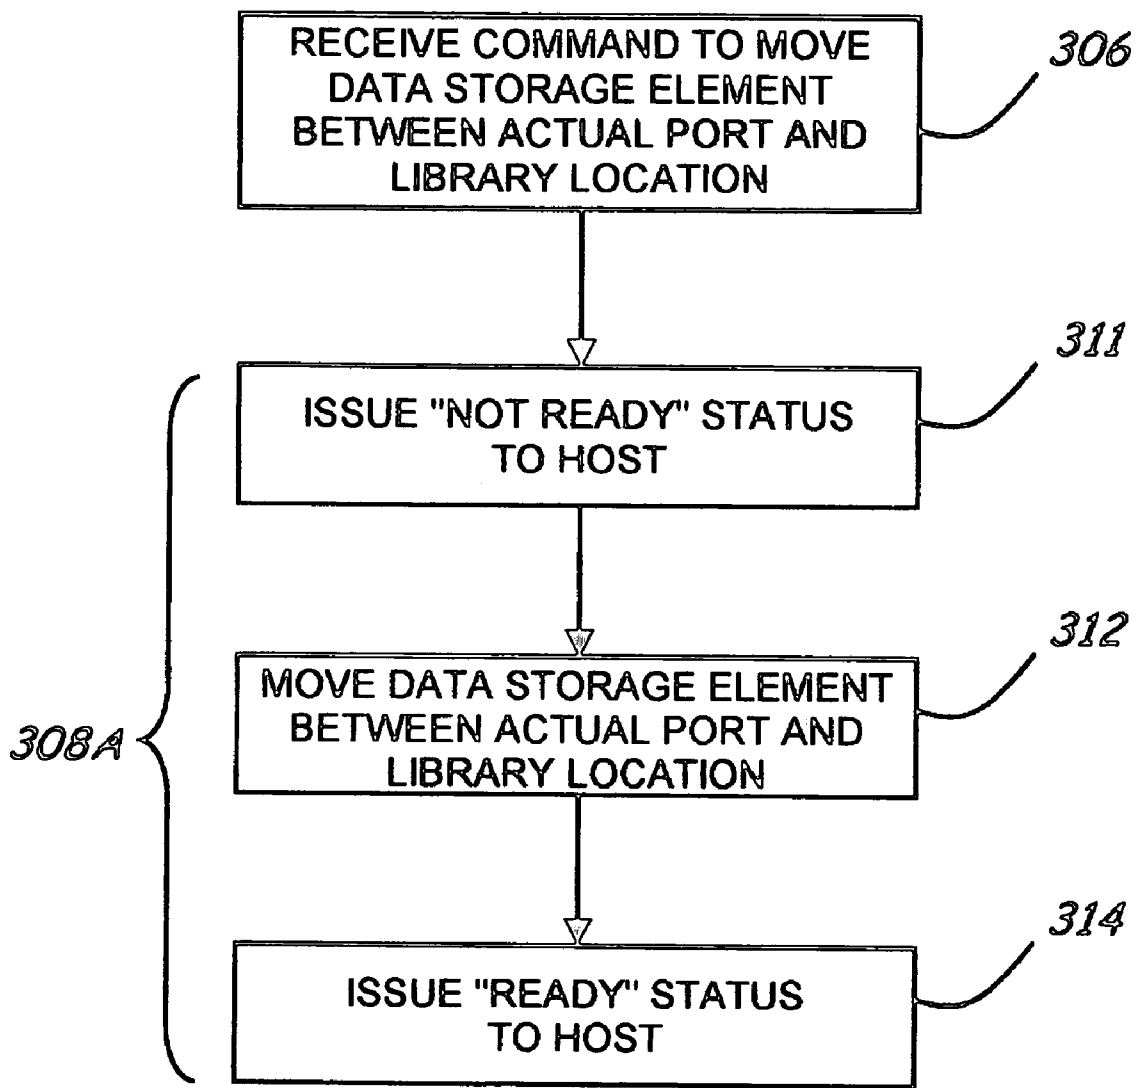 RECEIVE COMMAND TO MOVE
DATA STORAGE ELEMENT
BETWEEN ACTUAL PORT AND
LIBRARY LOCATION
306
ISSUE "NOT READY" STATUS
TO HOST
311
MOVE DATA STORAGE ELEMENT
BETWEEN ACTUAL PORT AND
LIBRARY LOCATION
312
308A
ISSUE "READY" STATUS
TO HOST
314